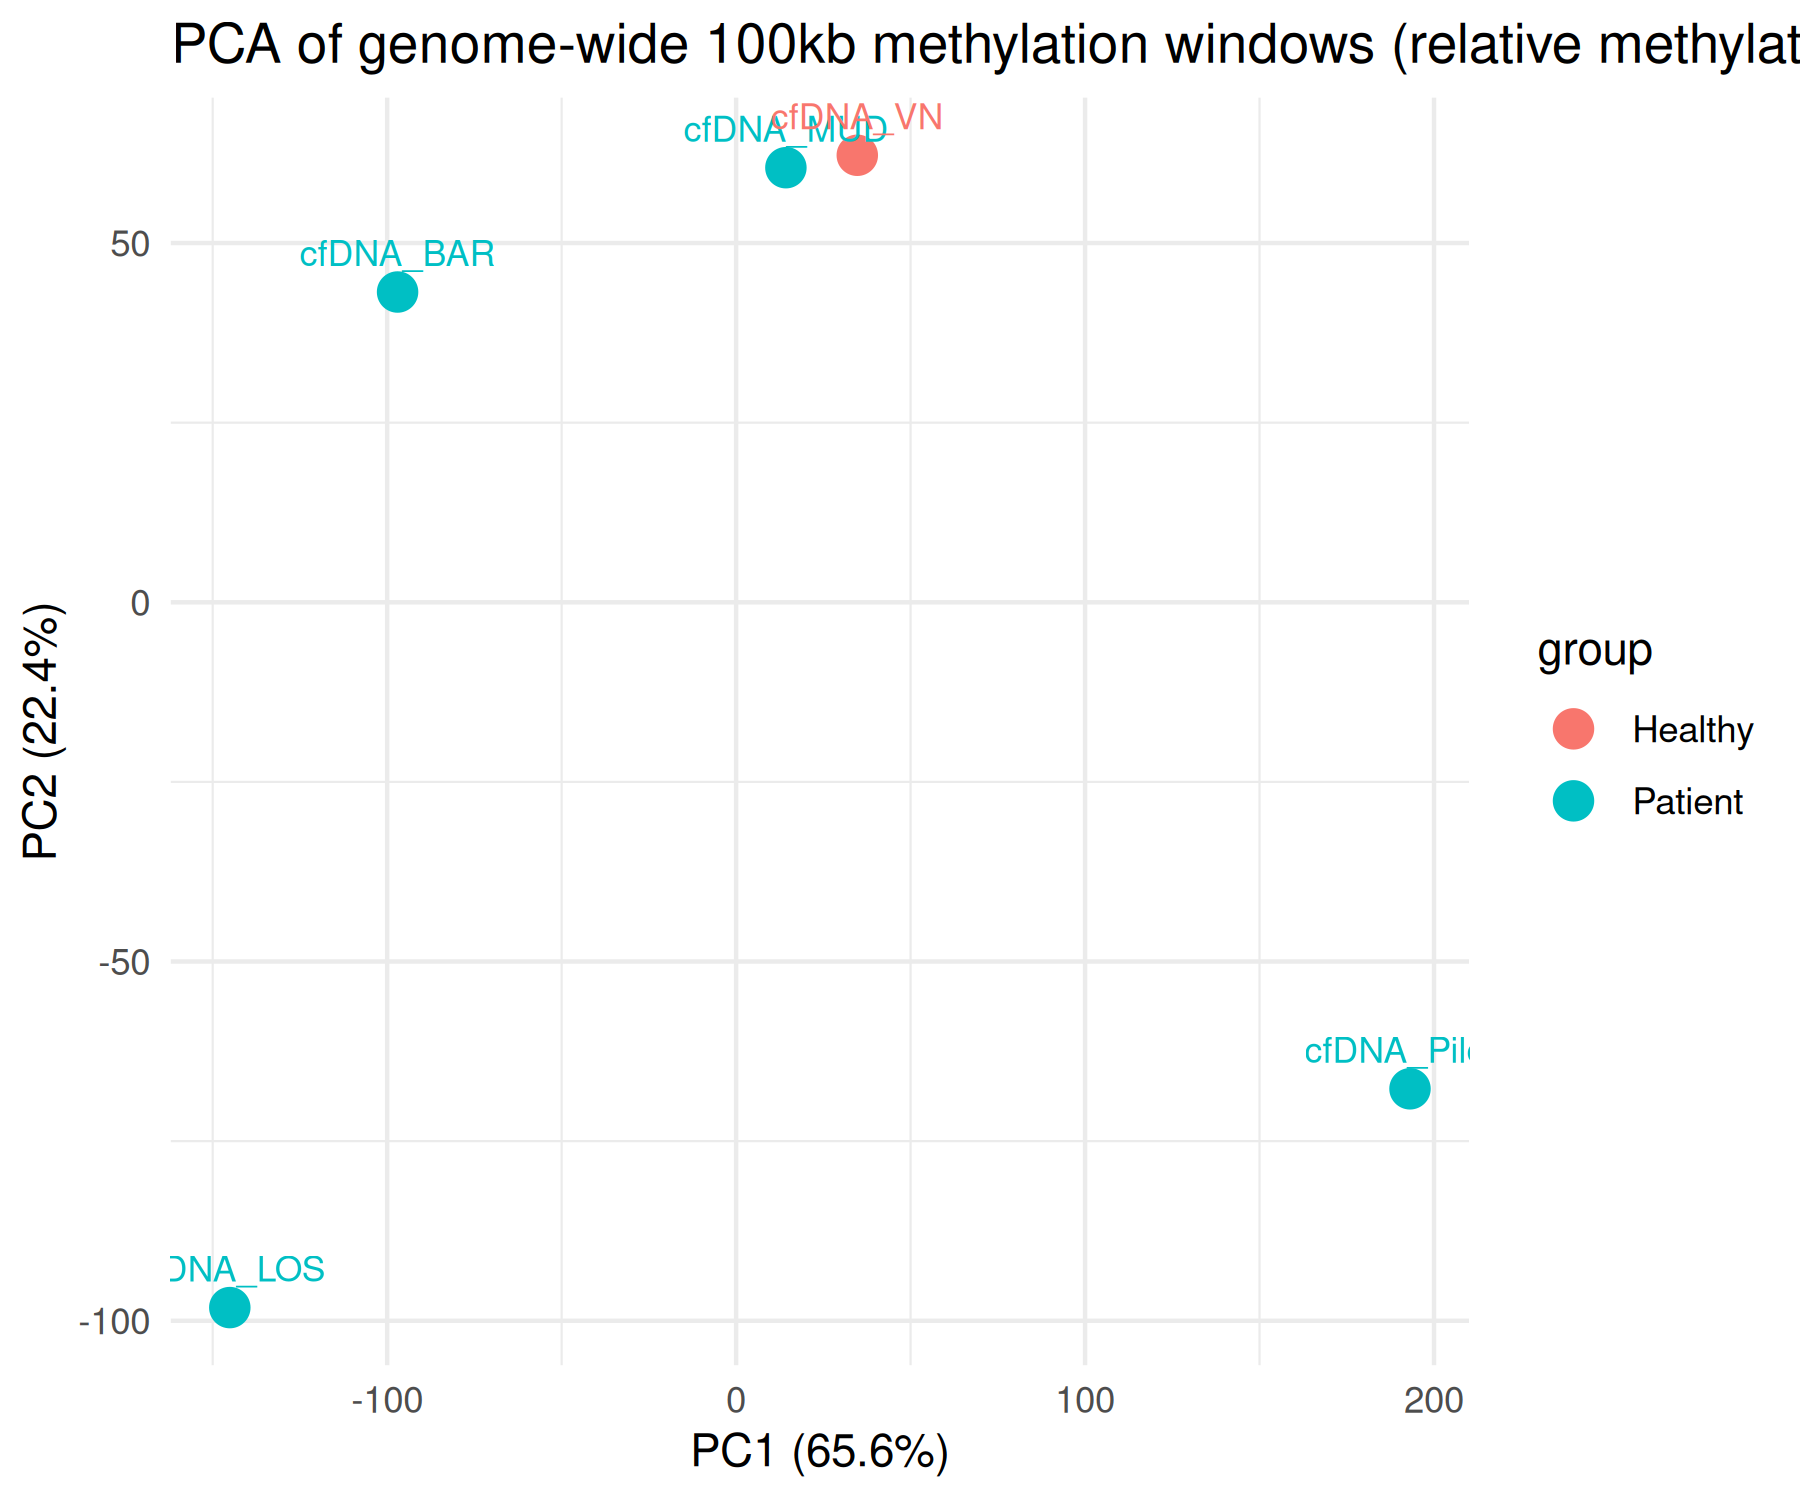 PCA of genome-wide 100kb methylation windows (relative methylat
cfDNA_VN
cfDNA_MUD
cfDNA_BAR
50
0
-50
-100
cfDNA_Pil
DNA_LOS
-100
0
100
200
PC1 (65.6%)
PC2 (22.4%)
group
Healthy
Patient